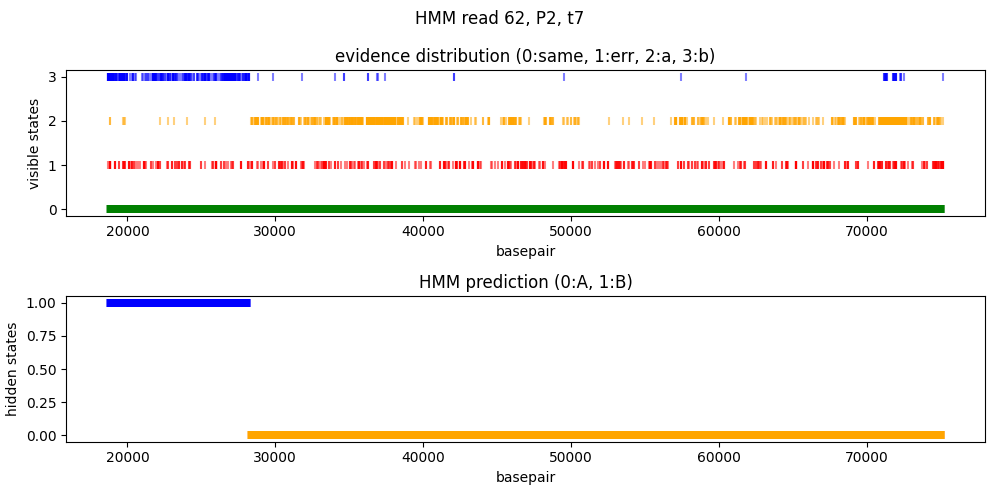 HMM read 62, P2, t7
evidence distribution (0:same, 1:err, 2:a, 3:b)
visible states
3
2
1
0
20000 30000 40000 50000 60000 70000
basepair
HMM prediction (0:A, 1:B)
hidden states
1.00
0.75
0.50
0.25
0.00
20000 30000 40000 50000 60000 70000
basepair